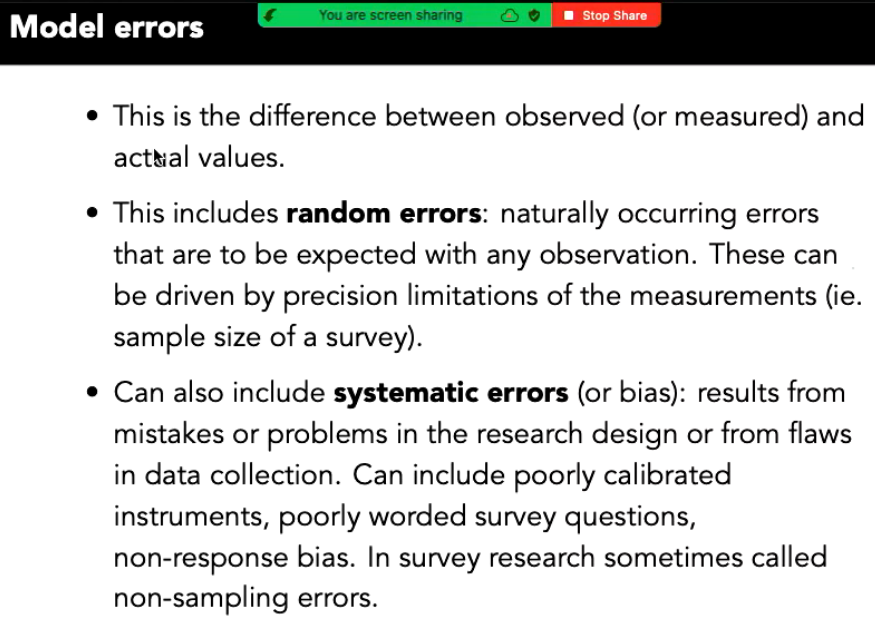 Model errors
You are screen sharing
Stop Share
• This is the difference between observed (or measured) and
actual values.
• This includes random errors: naturally occurring errors
that are to be expected with any observation. These can
be driven by precision limitations of the measurements (ie.
sample size of a survey).
• Can also include systematic errors (or bias): results from
mistakes or problems in the research design or from flaws
in data collection. Can include poorly calibrated
instruments, poorly worded survey questions,
non-response bias. In survey research sometimes called
non-sampling errors.